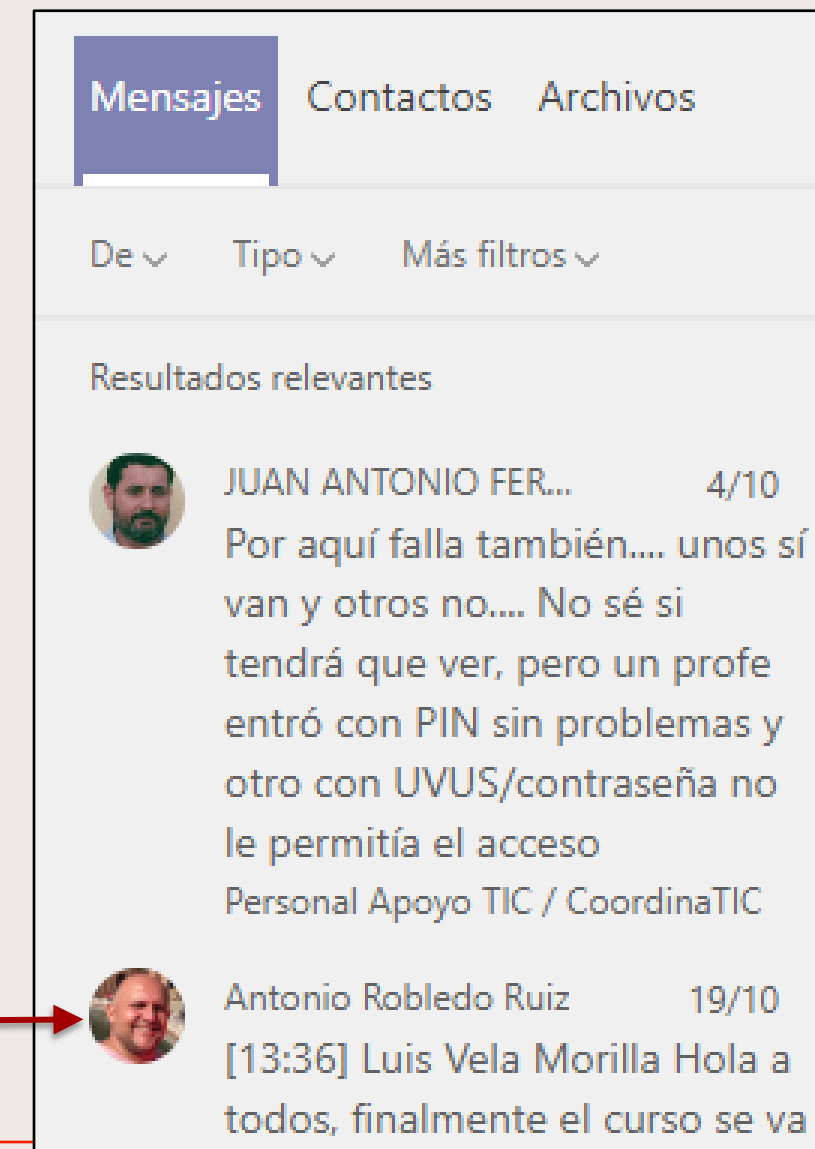 Mensajes Contactos Archivos
De Tipo Más filtros
Resultados relevantes
JUAN ANTONIO FER... 4/10
Por aquí falla también.... unos sí
van y otros no.... No sé si
tendrá que ver, pero un profe
entró con PIN sin problemas y
otro con UVUS/contraseña no
le permitía el acceso
Personal Apoyo TIC / CoordinaTIC
Antonio Robledo Ruiz 19/10
[13:36] Luis Vela Morilla Hola a
todos, finalmente el curso se va